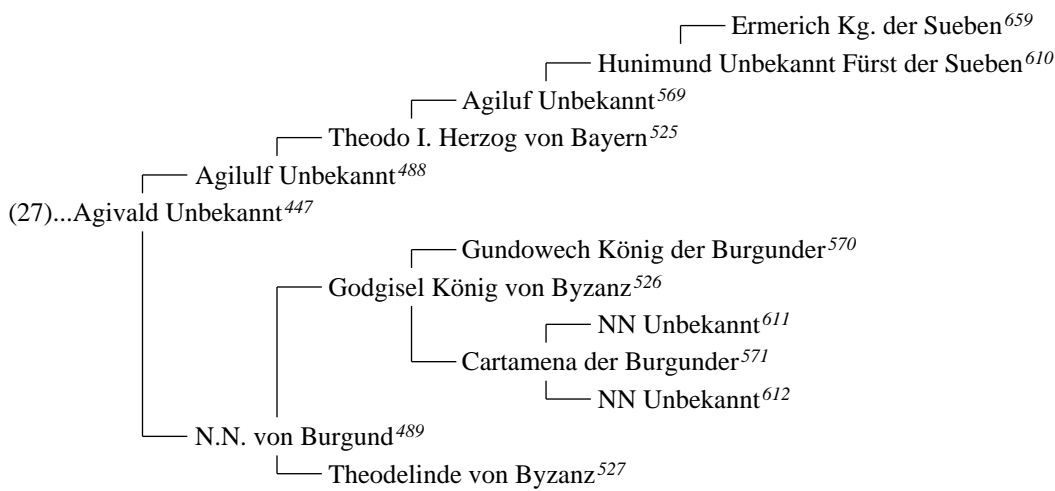 Ermerich Kg. der Sueben659
Hunimund Unbekannt Fürst der Sueben610
Agiluf Unbekannt569
Theodo I. Herzog von Bayern525
Agilulf Unbekannt488
(27)...Agivald Unbekannt447
Gundowech König der Burgunder570
Godgisel König von Byzanz526
NN Unbekannt611
Cartamena der Burgunder571
NN Unbekannt612
N.N. von Burgund489
Theodelinde von Byzanz527